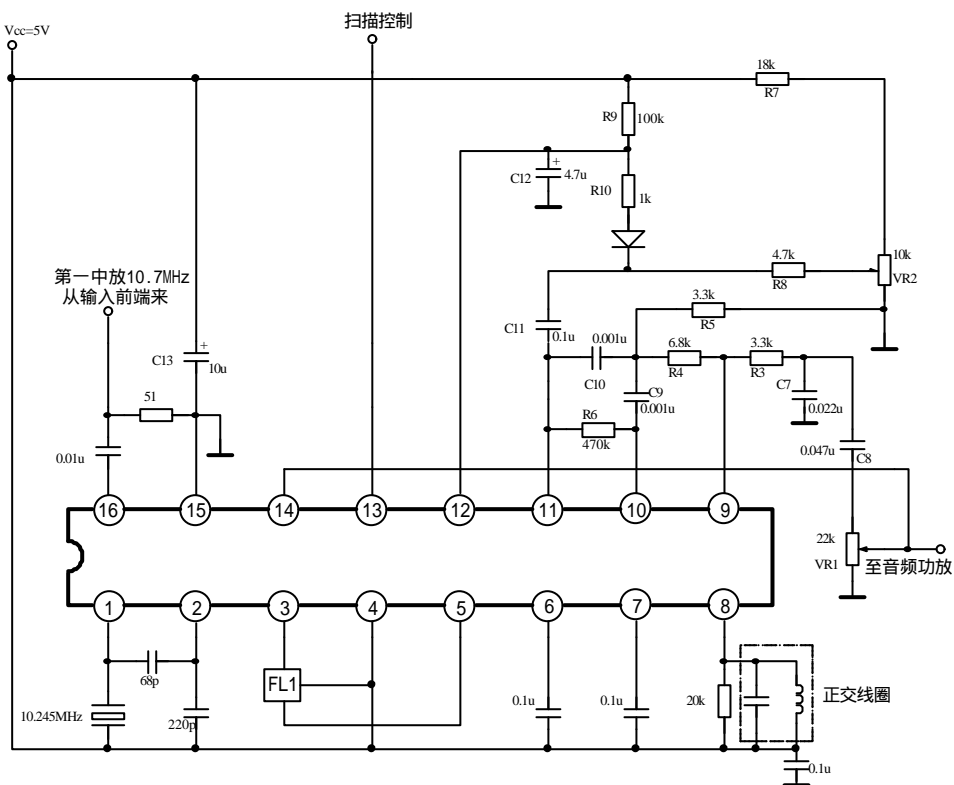 扫描控制
Vcc=5V
18k
R7
R9
100k
C12
+
4.7u
R10
1k
第一中放10.7MHz
从输入前端来
4.7k
R8
10k
VR2
3.3k
R5
C11
0.1u
0.001u
C10
6.8k
R4
3.3k
R3
C13
+
10u
C9
0.001u
C7
0.022u
51
R6
470k
0.01u
0.047u
C8
16
15
14
13
12
11
10
9
22k
VR1
至音频功放
1
2
3
4
5
6
7
8
68p
FL1
10.245MHz
220p
0.1u
0.1u
20k
正交线圈
0.1u